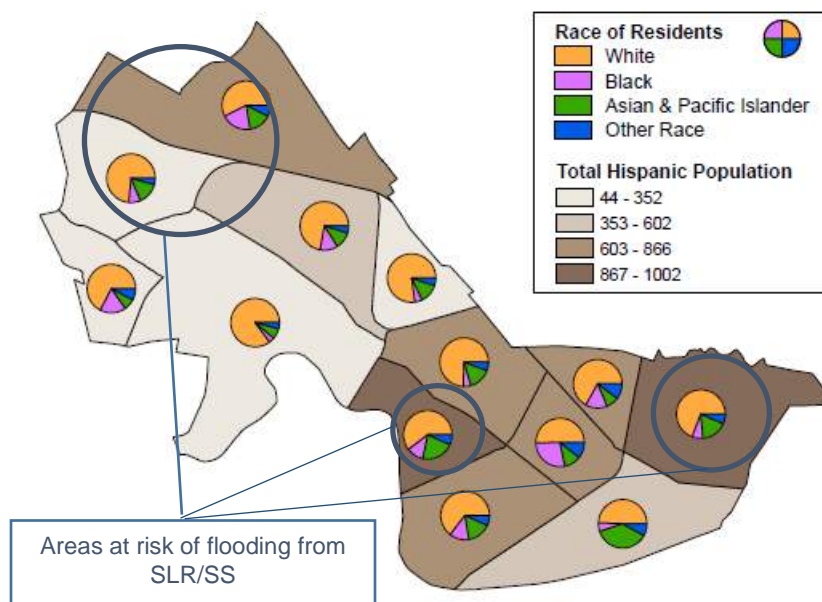 Race of Residents
White
Black
Asian & Pacific Islander
Other Race
Total Hispanic Population
44 - 352
353 - 602
603 - 866
867 - 1002
Areas at risk of flooding from
SLR/SS